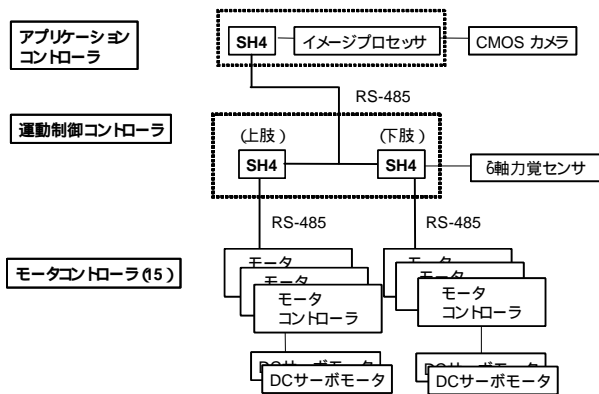 アプリケーション
コントローラ
SH4
イメージプロセッサ
CMOS カメラ
RS-485
運動制御コントローラ
(上肢)
(下肢)
SH4
SH4
6軸力覚センサ
RS-485
RS-485
モータコントローラ(15)
モータ
モータ
モータ
コントローラ
モータ
モータ
モータ
コントローラ
DCサーボモータ
DCサーボモータ
DCサーボモータ
DCサーボモータ